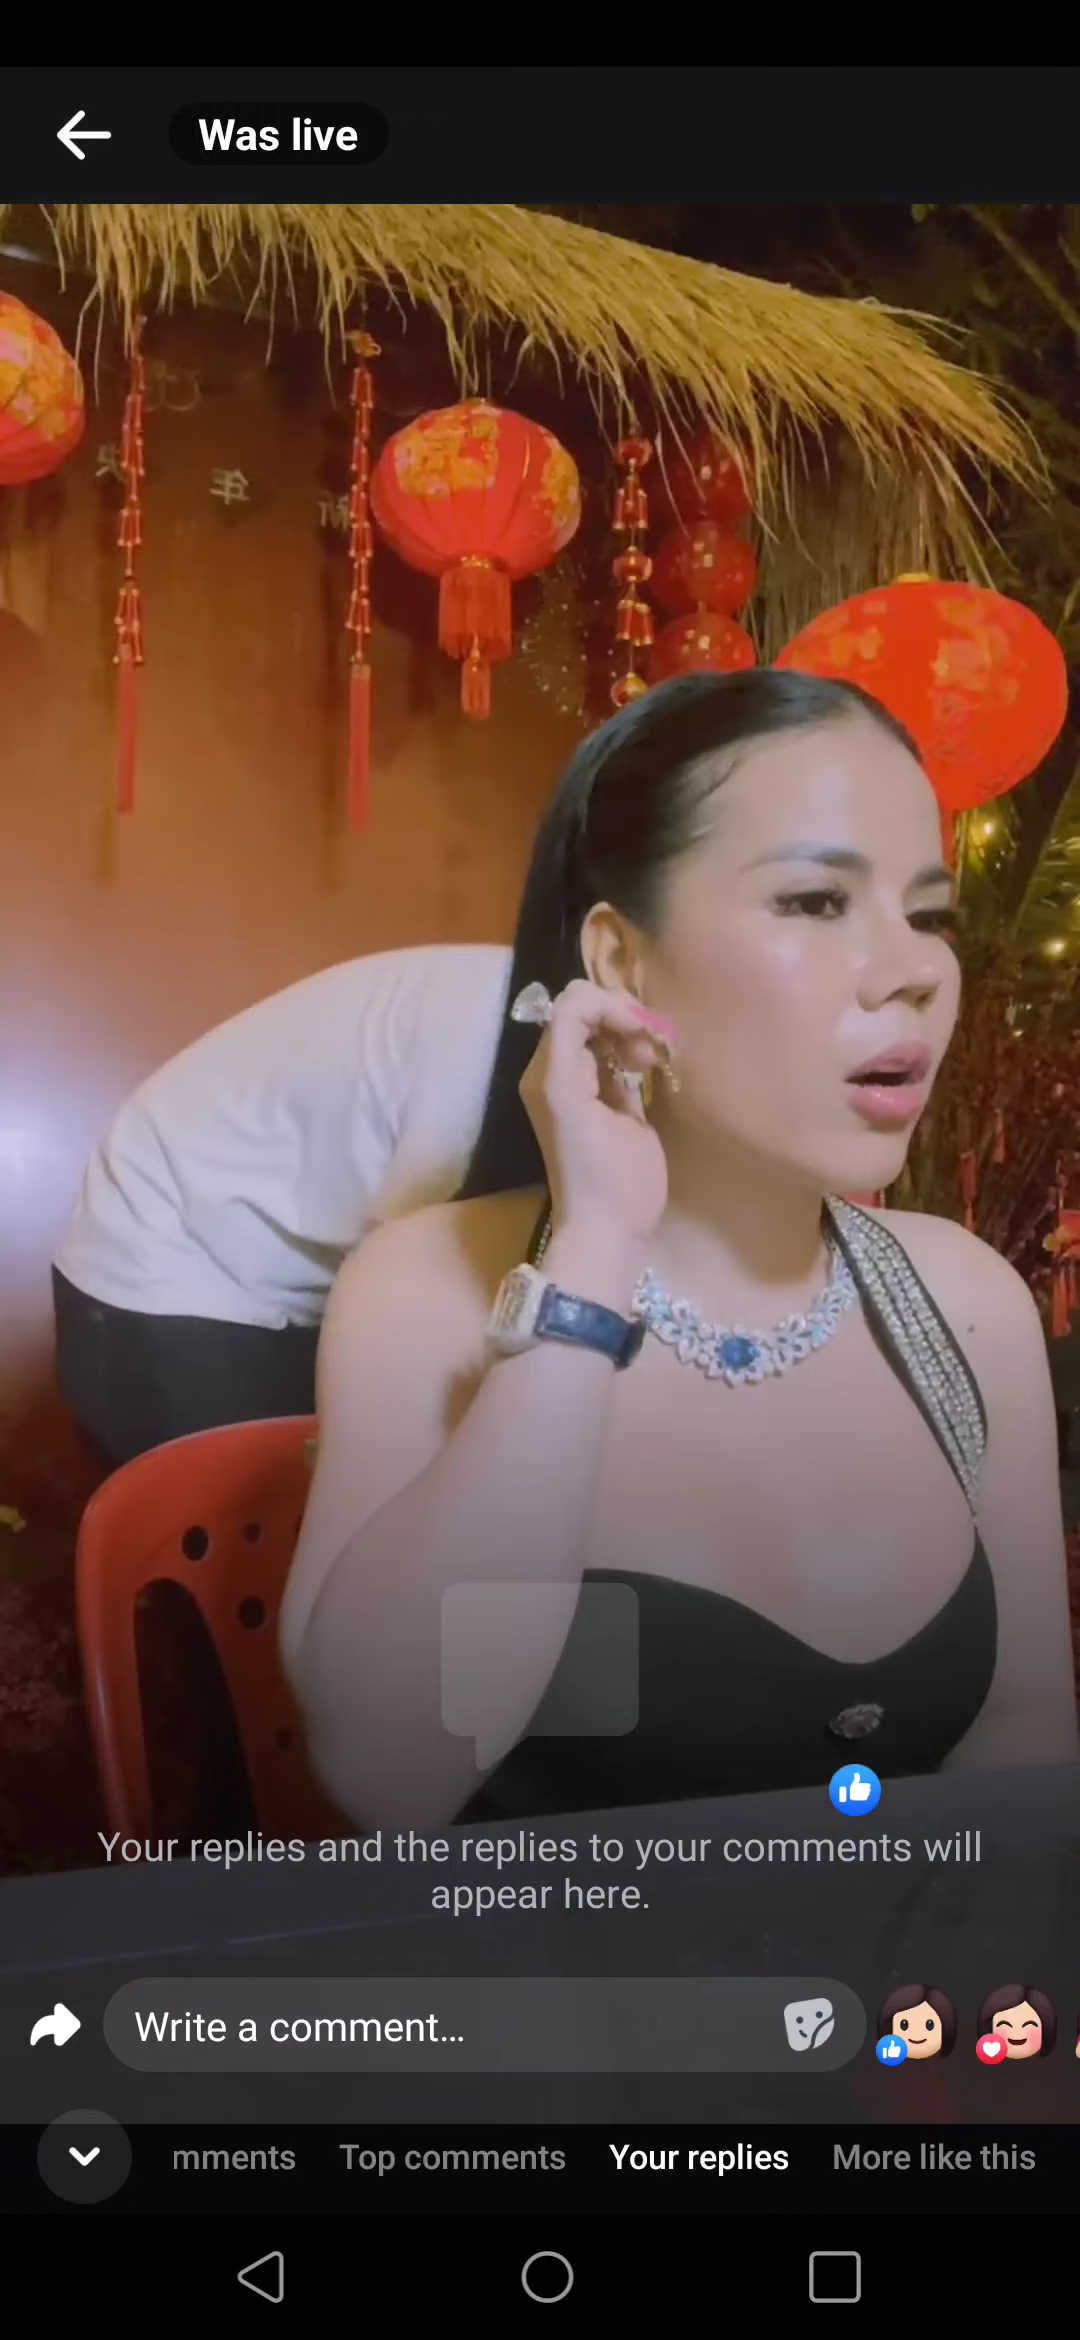 Was live
年
Your replies and the replies to your comments will
appear here.
Write a comment...
mments
Top comments
Your replies
More like this